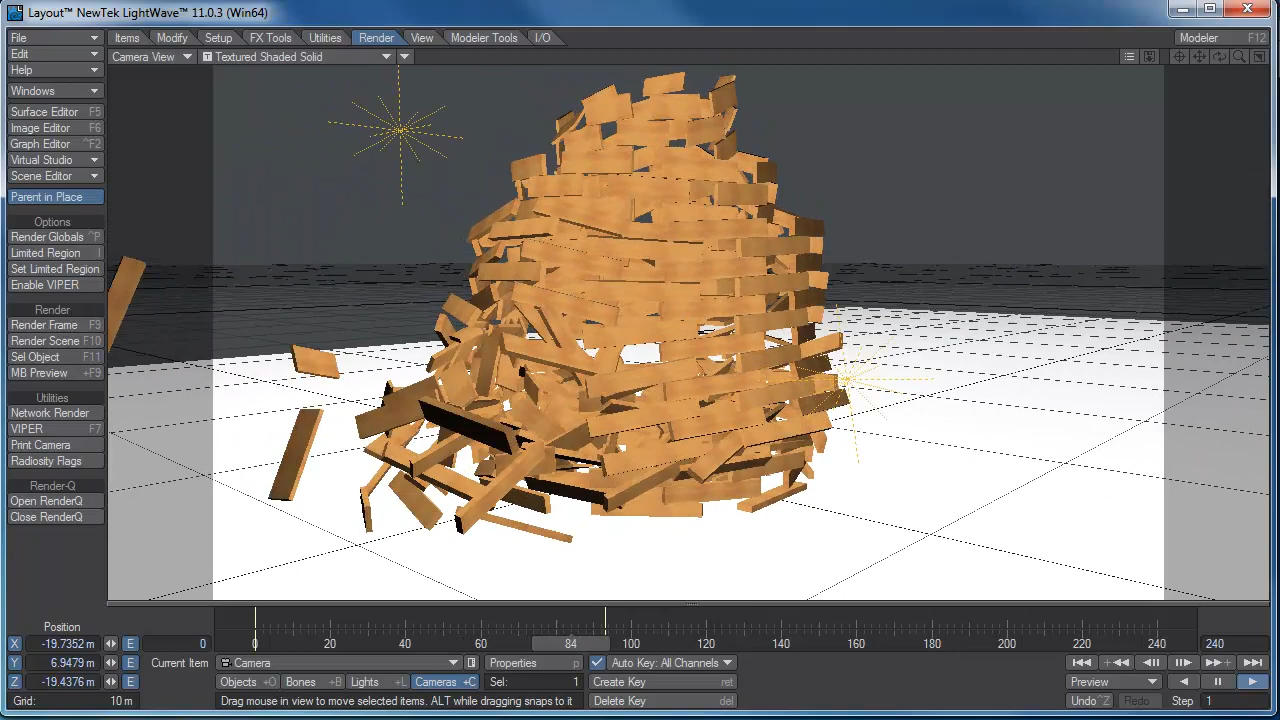 Layout™ NewTek LightWave™ 11.0.3 (Win64)
File Items Modify Setup FX Tools Utilities Render View Modeler Tools I/O Modeler F12
Edit Camera View Textured Shaded Solid
Help
Windows
Surface Editor F5
Image Editor F6
Graph Editor ^F2
Virtual Studio
Scene Editor
Parent in Place
Options
Render Globals ^P
Limited Region l
Set Limited Region
Enable VIPER
Render
Render Frame F9
Render Scene F10
Sel Object F11
MB Preview +F9
Utilities
Network Render
VIPER F7
Print Camera
Radiosity Flags
Render-Q
Open RenderQ
Close RenderQ
Position
X -19.7352 m E 0 0 20 40 60 84 100 120 140 160 180 200 220 240 240
Y 6.9479 m E Current Item Camera Properties p Auto Key: All Channels
Z -19.4376 m E Objects +O Bones +B Lights +L Cameras +C Sel: 1 Create Key ret Preview
Grid: 10 m Drag mouse in view to move selected items. ALT while dragging snaps to it Delete Key del Undo ^Z Redo Step 1